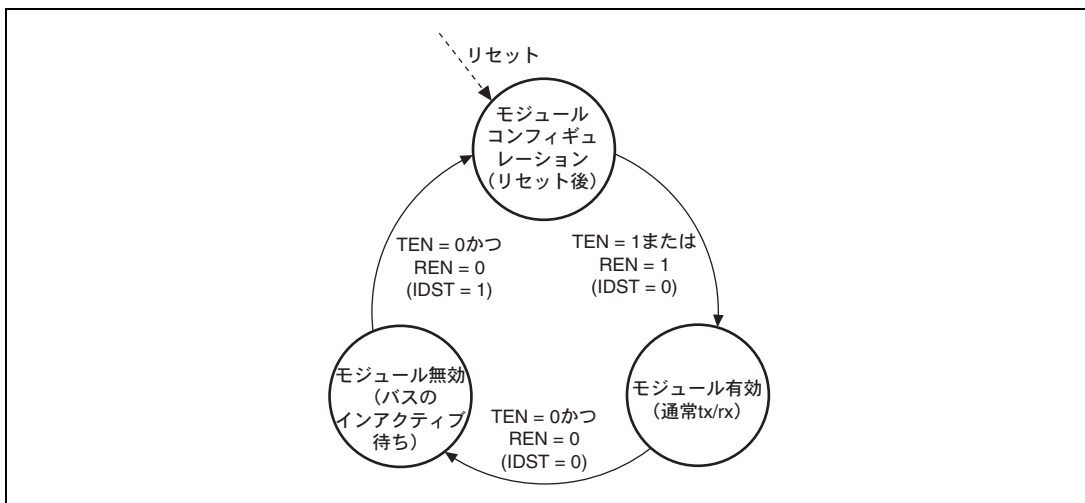 リセット
モジュール
コンフィギュ
レーション
(リセット後)
TEN = 0かつ
REN = 0
(IDST = 1)
TEN = 1または
REN = 1
(IDST = 0)
モジュール無効
(バスの
インアクティブ
待ち)
TEN = 0かつ
REN = 0
(IDST = 0)
モジュール有効
(通常tx/rx)